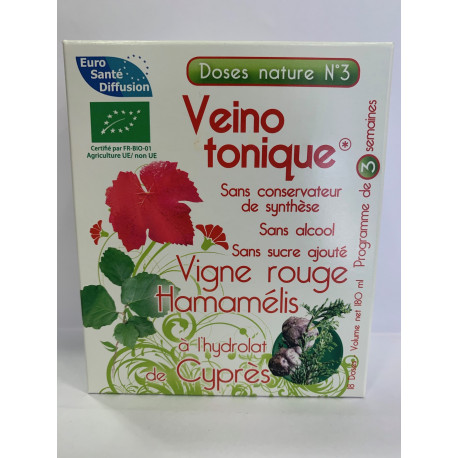 Euro
Santé
Diffusion
Doses nature N°3
Certifié par FR-BIO-01
Agriculture UE/ non UE
Veino
tonique*
Sans conservateur
de synthèse
Sans alcool
Sans sucre ajouté
Vigne rouge
Hamamélis
à l'hydrolat
de Cyprès
Programme de 3 semaines
18 Doses Volume net 180 ml